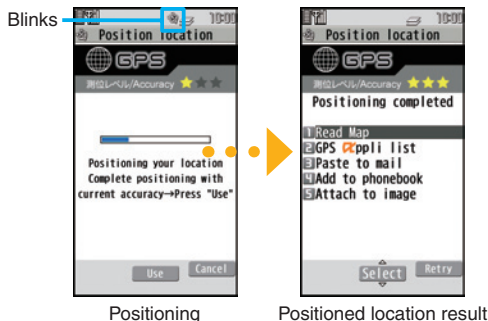 Blinks
10:00
Position location
GPS
測位レベル/Accuracy
Positioning your location
Complete positioning with
current accuracy→Press "Use"
Use
Cancel
Positioning
10:00
Position location
GPS
測位レベル/Accuracy
Positioning completed
1 Read Map
2 GPS αppli list
3 Paste to mail
4 Add to phonebook
5 Attach to image
Select
Retry
Positioned location result